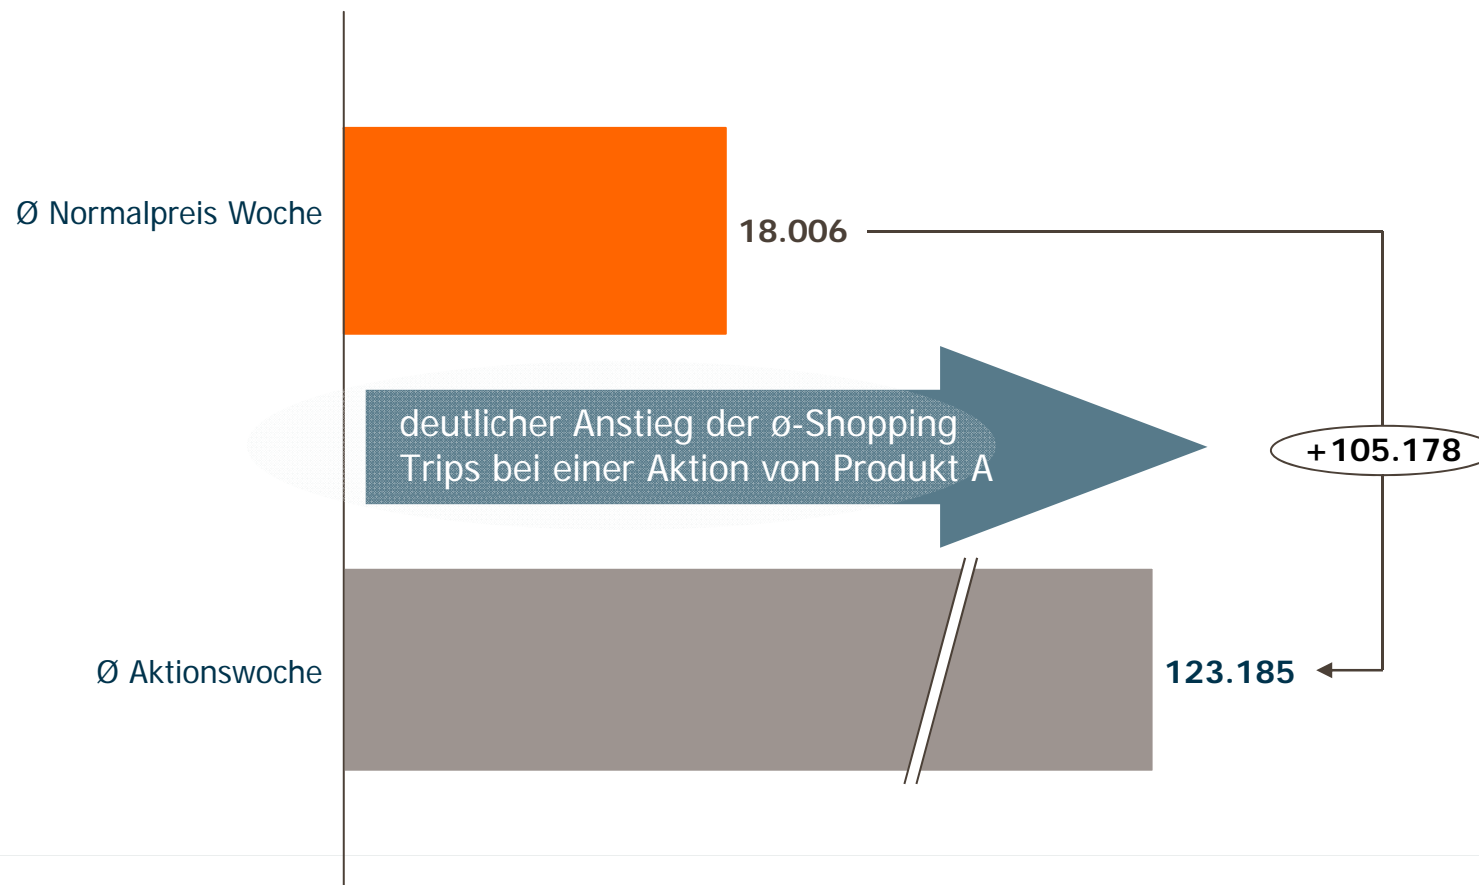 Ø Normalpreis Woche
18.006
deutlicher Anstieg der ø-Shopping
Trips bei einer Aktion von Produkt A
+105.178
Ø Aktionswoche
123.185